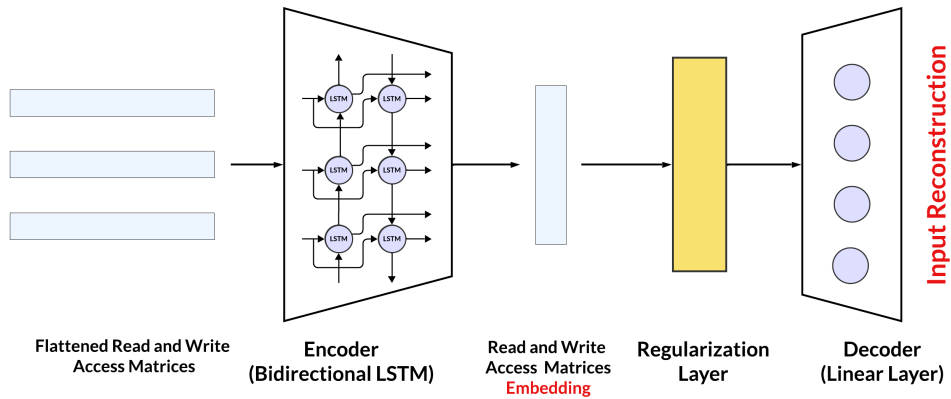 LSTM LSTM
LSTM LSTM
LSTM LSTM
Input Reconstruction
Flattened Read and Write
Access Matrices
Encoder
(Bidirectional LSTM)
Read and Write
Access Matrices
Embedding
Regularization
Layer
Decoder
(Linear Layer)